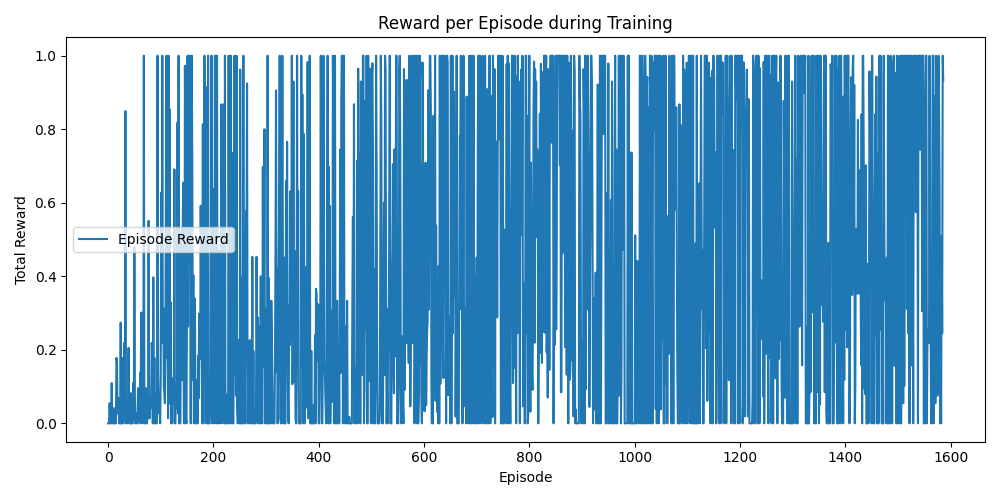 Reward per Episode during Training
Total Reward
1.0
0.8
0.6
0.4
0.2
0.0
Episode Reward
0 200 400 600 800 1000 1200 1400 1600
Episode